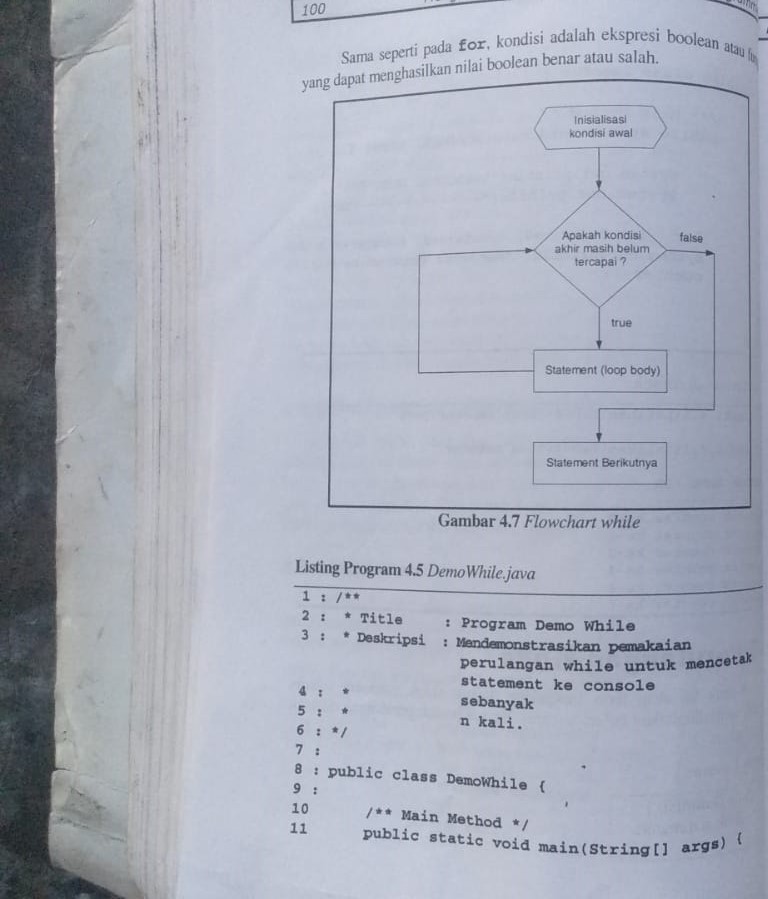 100
Sama seperti pada for, kondisi adalah ekspresi boolean atau
yang dapat menghasilkan nilai boolean benar atau salah.
Inisialisasi
kondisi awal
Apakah kondisi
akhir masih belum
tercapai ?
false
true
Statement (loop body)
Statement Berikutnya
Gambar 4.7 Flowchart while
Listing Program 4.5 DemoWhile.java
1 : /**
2 : * Title : Program Demo While
3 : * Deskripsi : Mendemonstrasikan pemakaian
perulangan while untuk mencetak
4 : * statement ke console
5 : * sebanyak
6 : */ n kali.
7 :
8 : public class DemoWhile {
9 :
10 /** Main Method */
11 public static void main(String[] args) {